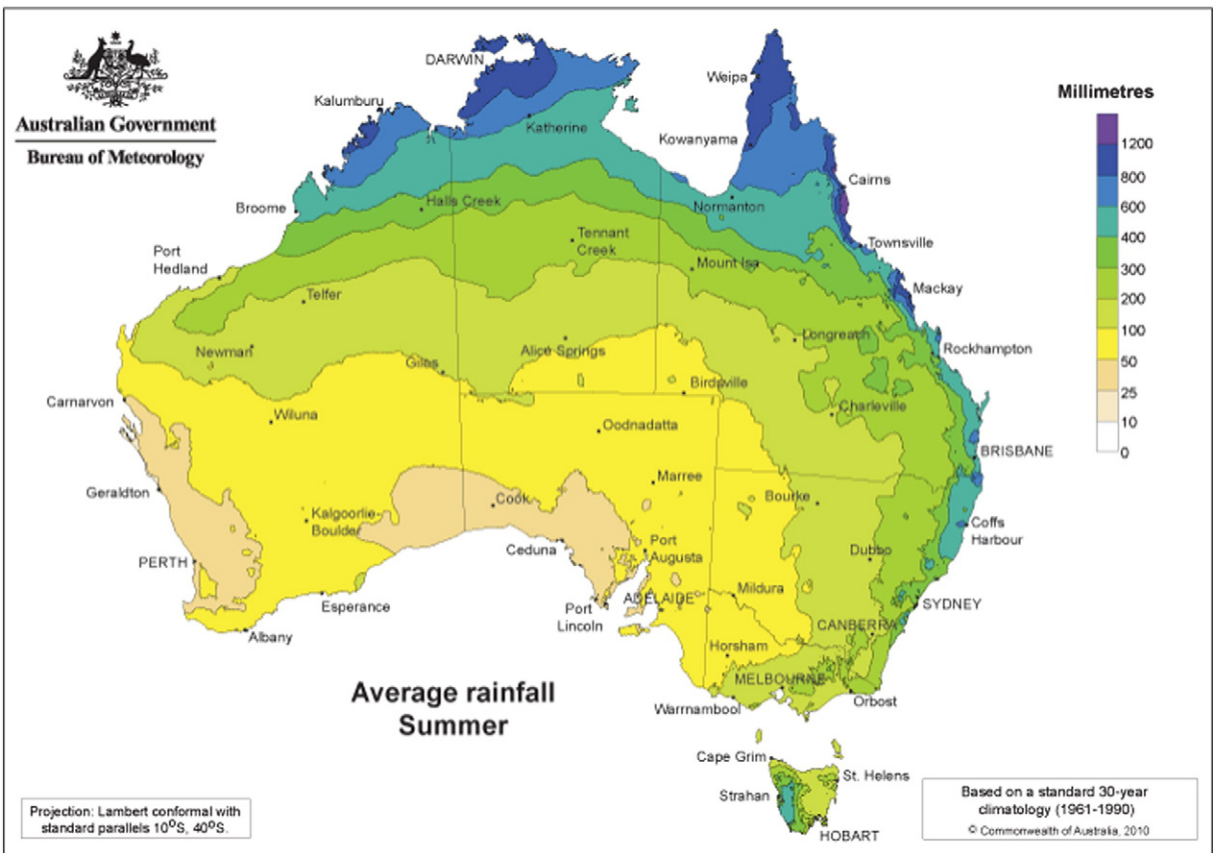 Australian Government
Bureau of Meteorology
DARWIN
Weipa
Kalumburu
Katherine
Kowanyama
Cairns
Broome
Halls Creek
Normanton
Port
Hedland
Tennant
Creek
Mount Isa
Townsville
Telfer
Mackay
Newman
Giles
Alice Springs
Longreach
Rockhampton
Carnarvon
Wiluna
Birdsville
Charleville
Oodnadatta
BRISBANE
Geraldton
Marree
Kalgoorlie-
Boulder
Cook
Bourke
Coffs
Harbour
PERTH
Ceduna
Port
Augusta
Dubbo
Esperance
Port
Lincoln
ADELAIDE
Mildura
SYDNEY
Albany
CANBERRA
Horsham
MELBOURNE
Warrnambool
Orbost
Cape Grim
St. Helens
Strahan
HOBART
Millimetres
1200
800
600
400
300
200
100
50
25
10
0
Average rainfall
Summer
Projection: Lambert conformal with
standard parallels 10°S, 40°S.
Based on a standard 30-year
climatology (1961-1990)
© Commonwealth of Australia, 2010